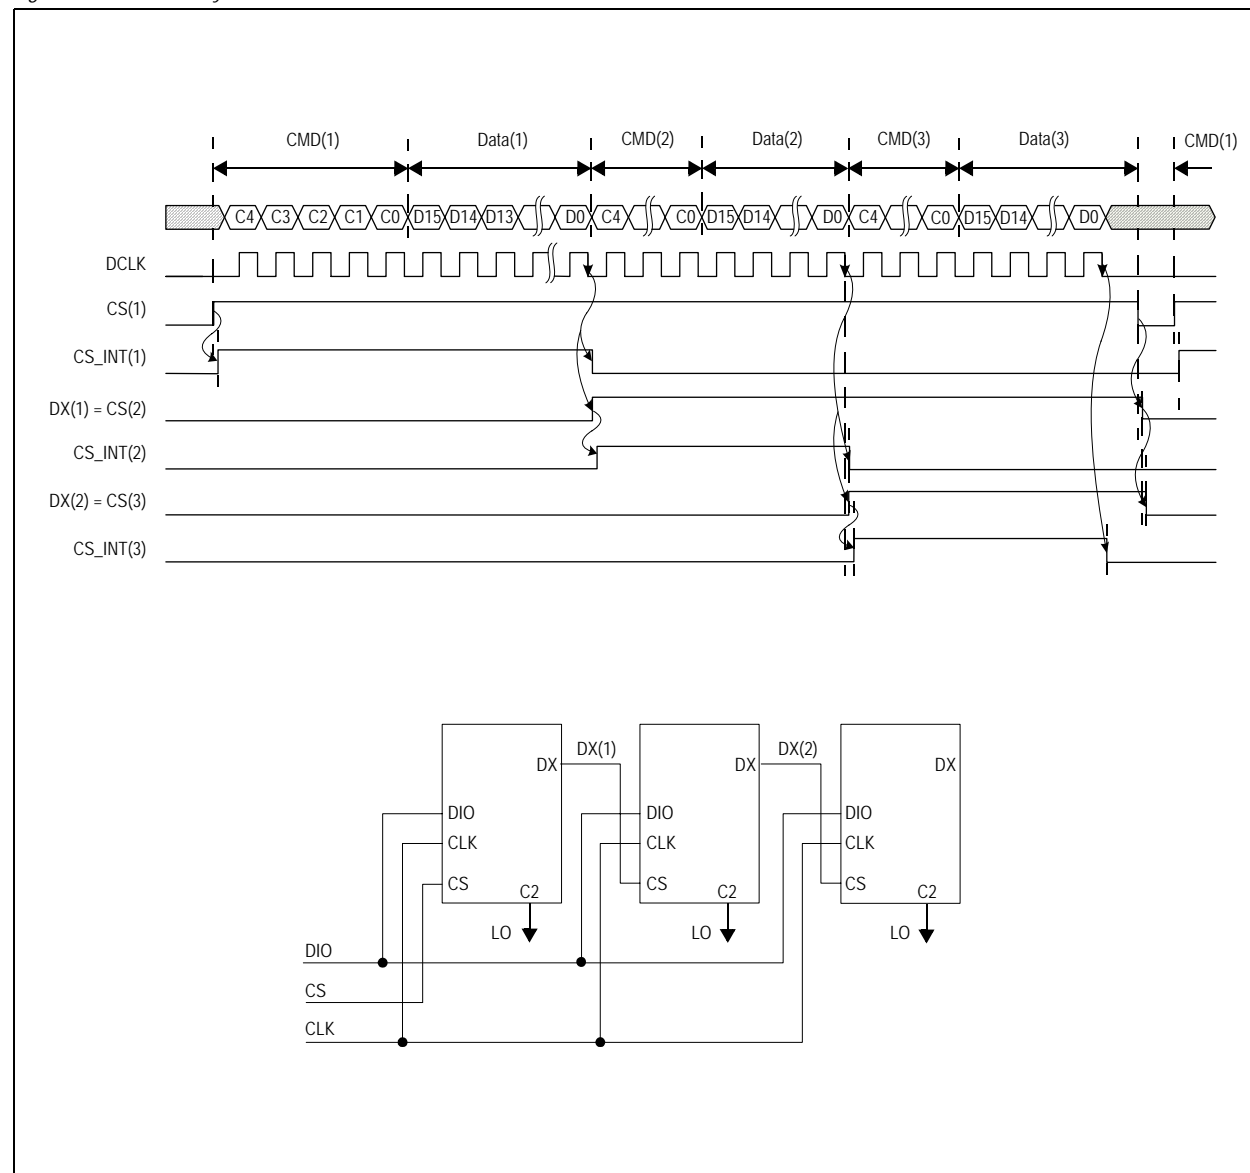 CMD(1) Data(1) CMD(2) Data(2) CMD(3) Data(3) CMD(1)
C4 C3 C2 C1 C0 D15 D14 D13 D0 C4 C0 D15 D14 D0 C4 C0 D15 D14 D0
DCLK
CS(1)
CS_INT(1)
DX(1) = CS(2)
CS_INT(2)
DX(2) = CS(3)
CS_INT(3)
DX(1) DX(2)
DX DX DX
DIO DIO DIO
CLK CLK CLK
CS CS CS
C2 C2 C2
LO LO LO
DIO
CS
CLK